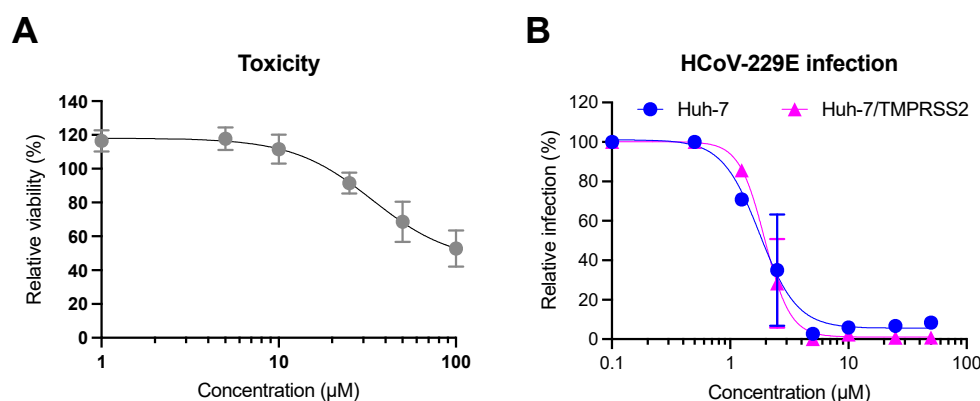 A
Toxicity
140
120
100
80
60
40
20
0
Relative viability (%)
1
10
100
Concentration (µM)
B
HCoV-229E infection
Huh-7
Huh-7/TMPRSS2
120
100
80
60
40
20
0
Relative infection (%)
0.1
1
10
100
Concentration (µM)